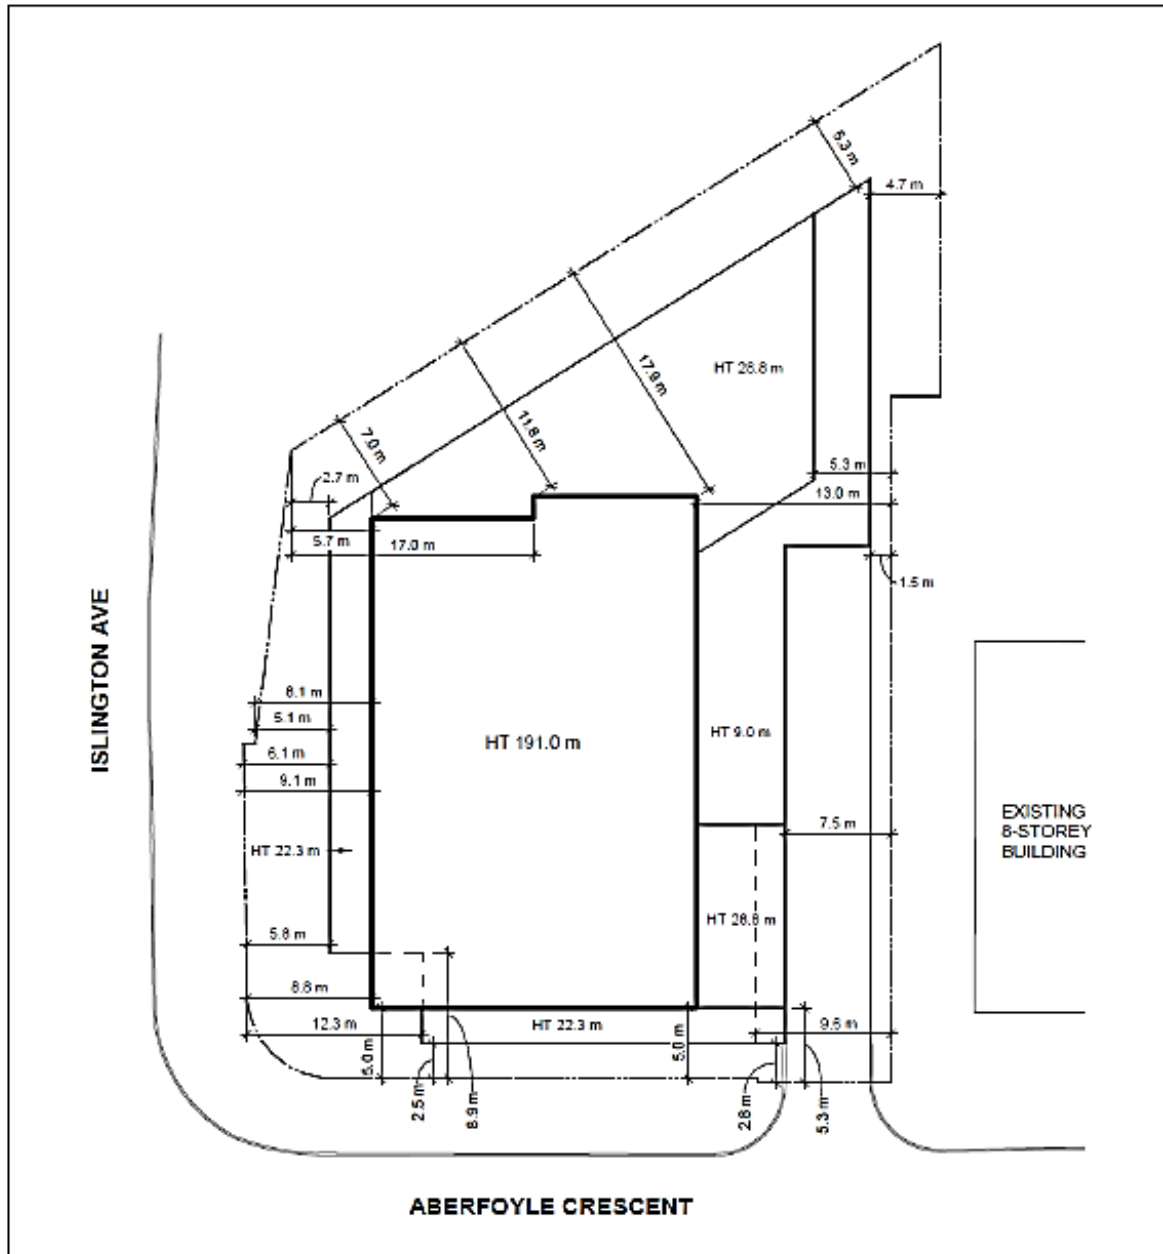 5.3 m
4.7 m
17.9 m
HT 28.8 m
11.8 m
7.0 m
2.7 m
5.3 m
13.0 m
5.7 m
17.0 m
1.5 m
ISLINGTON AVE
8.1 m
5.1 m
6.1 m
9.1 m
HT 191.0 m
HT 9.0 m
EXISTING
8-STOREY
BUILDING
7.5 m
HT 22.3 m
HT 28.8 m
5.8 m
8.8 m
12.3 m
HT 22.3 m
9.6 m
5.0 m
5.0 m
2.5 m
8.9 m
2.8 m
5.3 m
ABERFOYLE CRESCENT